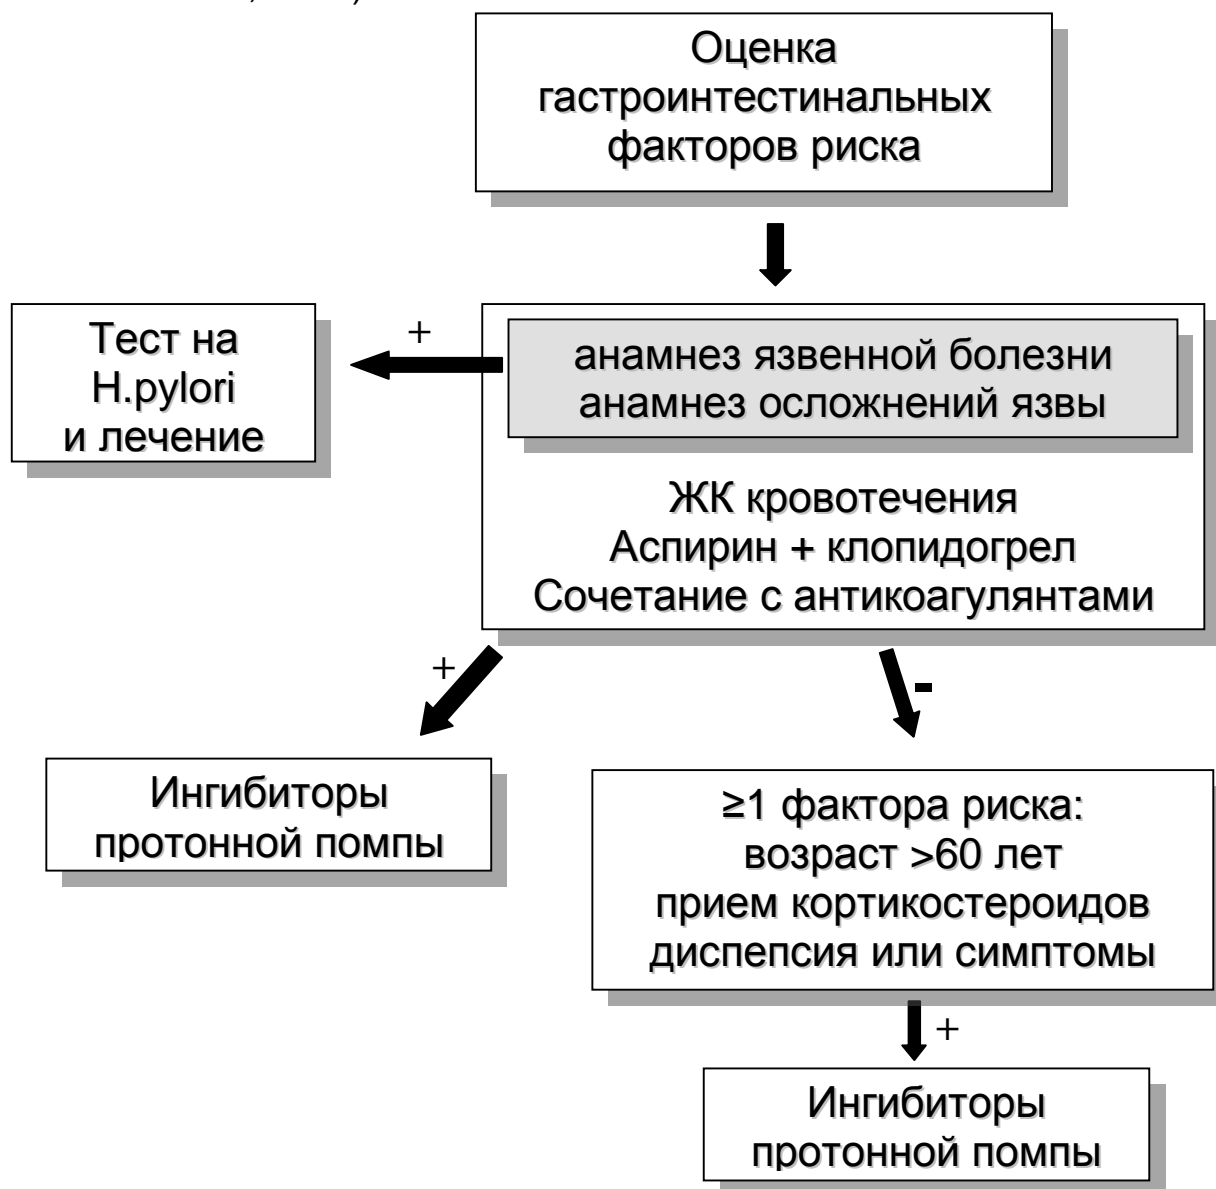 Оценка
гастроинтестинальных
факторов риска
Тест на
H.pylori
и лечение
+
анамнез язвенной болезни
анамнез осложнений язвы
ЖК кровотечения
Аспирин + клопидогрел
Сочетание с антикоагулянтами
+
-
Ингибиторы
протонной помпы
≥1 фактора риска:
возраст >60 лет
прием кортикостероидов
диспепсия или симптомы
+
Ингибиторы
протонной помпы